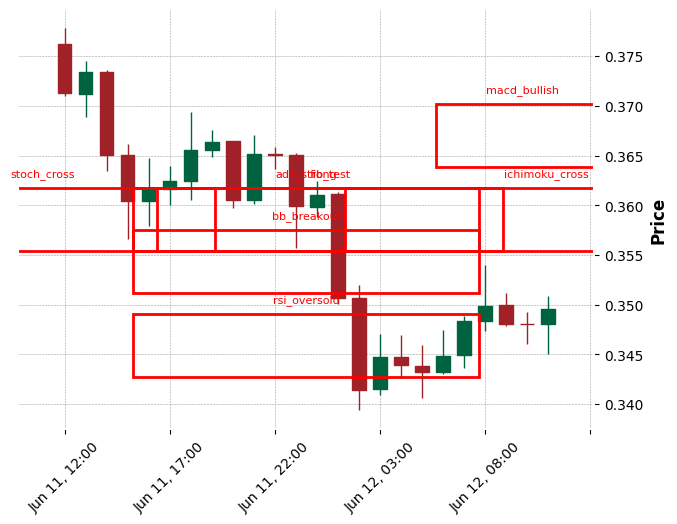 macd_bullish
stoch_cross
fib_test
ichimoku_cross
bb_breakout
rsi_oversold
0.375
0.370
0.365
0.360
0.355
0.350
0.345
0.340
Price
Jun 11, 12:00
Jun 11, 17:00
Jun 11, 22:00
Jun 12, 03:00
Jun 12, 08:00